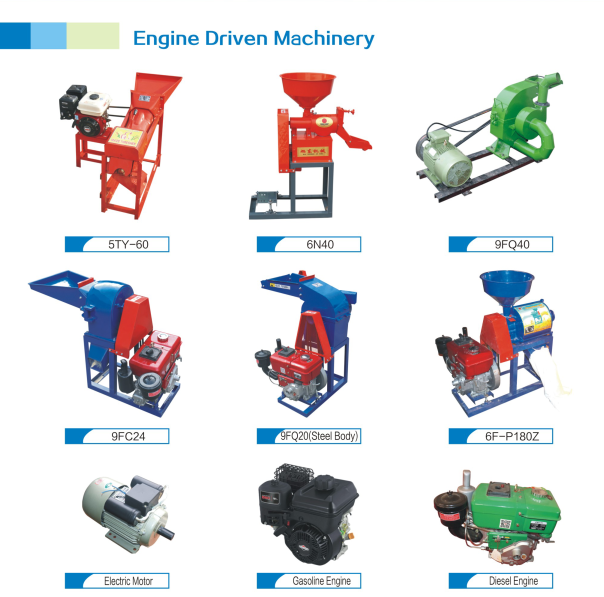 Engine Driven Machinery
5TY-60
6N40
9FQ40
9FC24
9FQ20(Steel Body)
6F-P180Z
Electric Motor
Gasoline Engine
Diesel Engine